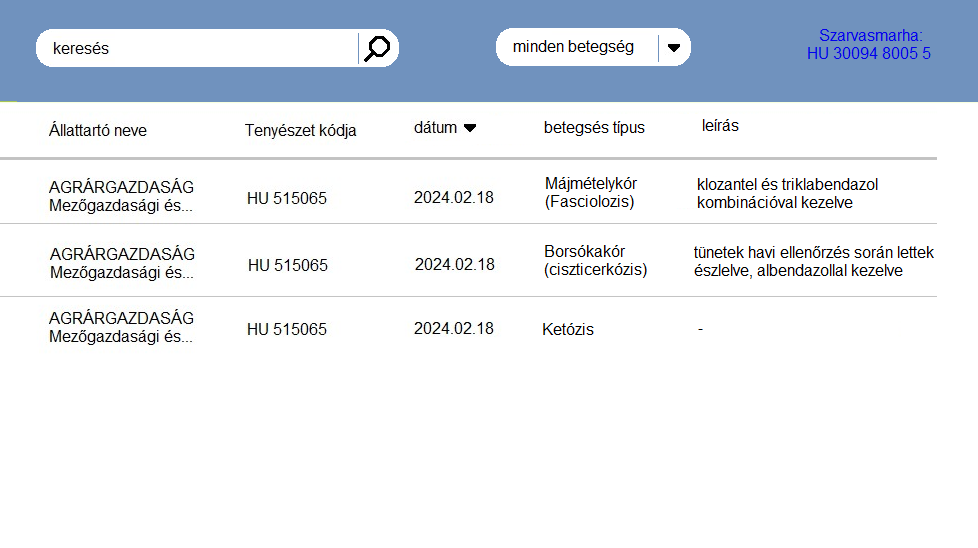 keresés
minden betegség
Szarvasmarha:
HU 30094 8005 5
Állattartó neve
Tenyészet kódja
dátum
betegsés típus
leírás
AGRÁRGAZDASÁG
Mezőgazdasági és...
HU 515065
2024.02.18
Májmételykór
(Fasciolozis)
klozantel és triklabendazol
kombinációval kezelve
AGRÁRGAZDASÁG
Mezőgazdasági és...
HU 515065
2024.02.18
Borsókakór
(ciszticerkózis)
tünetek havi ellenőrzés során lettek
észlelve, albendazollal kezelve
AGRÁRGAZDASÁG
Mezőgazdasági és...
HU 515065
2024.02.18
Ketózis
-